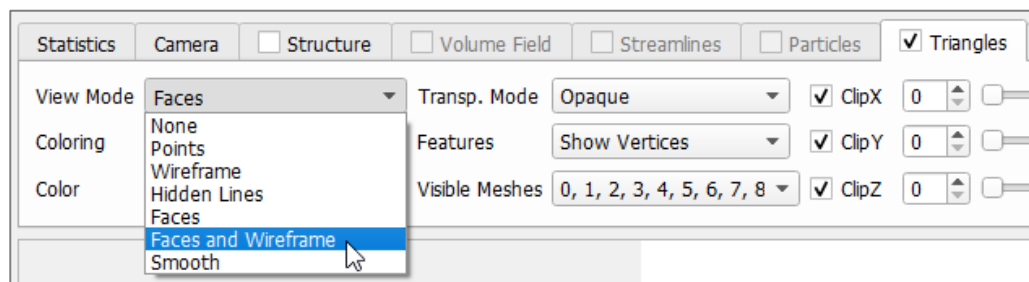 Statistics Camera Structure Volume Field Streamlines Particles Triangles
View Mode Faces Transp. Mode Opaque ClipX 0
None
Points
Coloring Features Show Vertices ClipY 0
Wireframe
Hidden Lines
Color Visible Meshes 0, 1, 2, 3, 4, 5, 6, 7, 8 ClipZ 0
Faces
Faces and Wireframe
Smooth